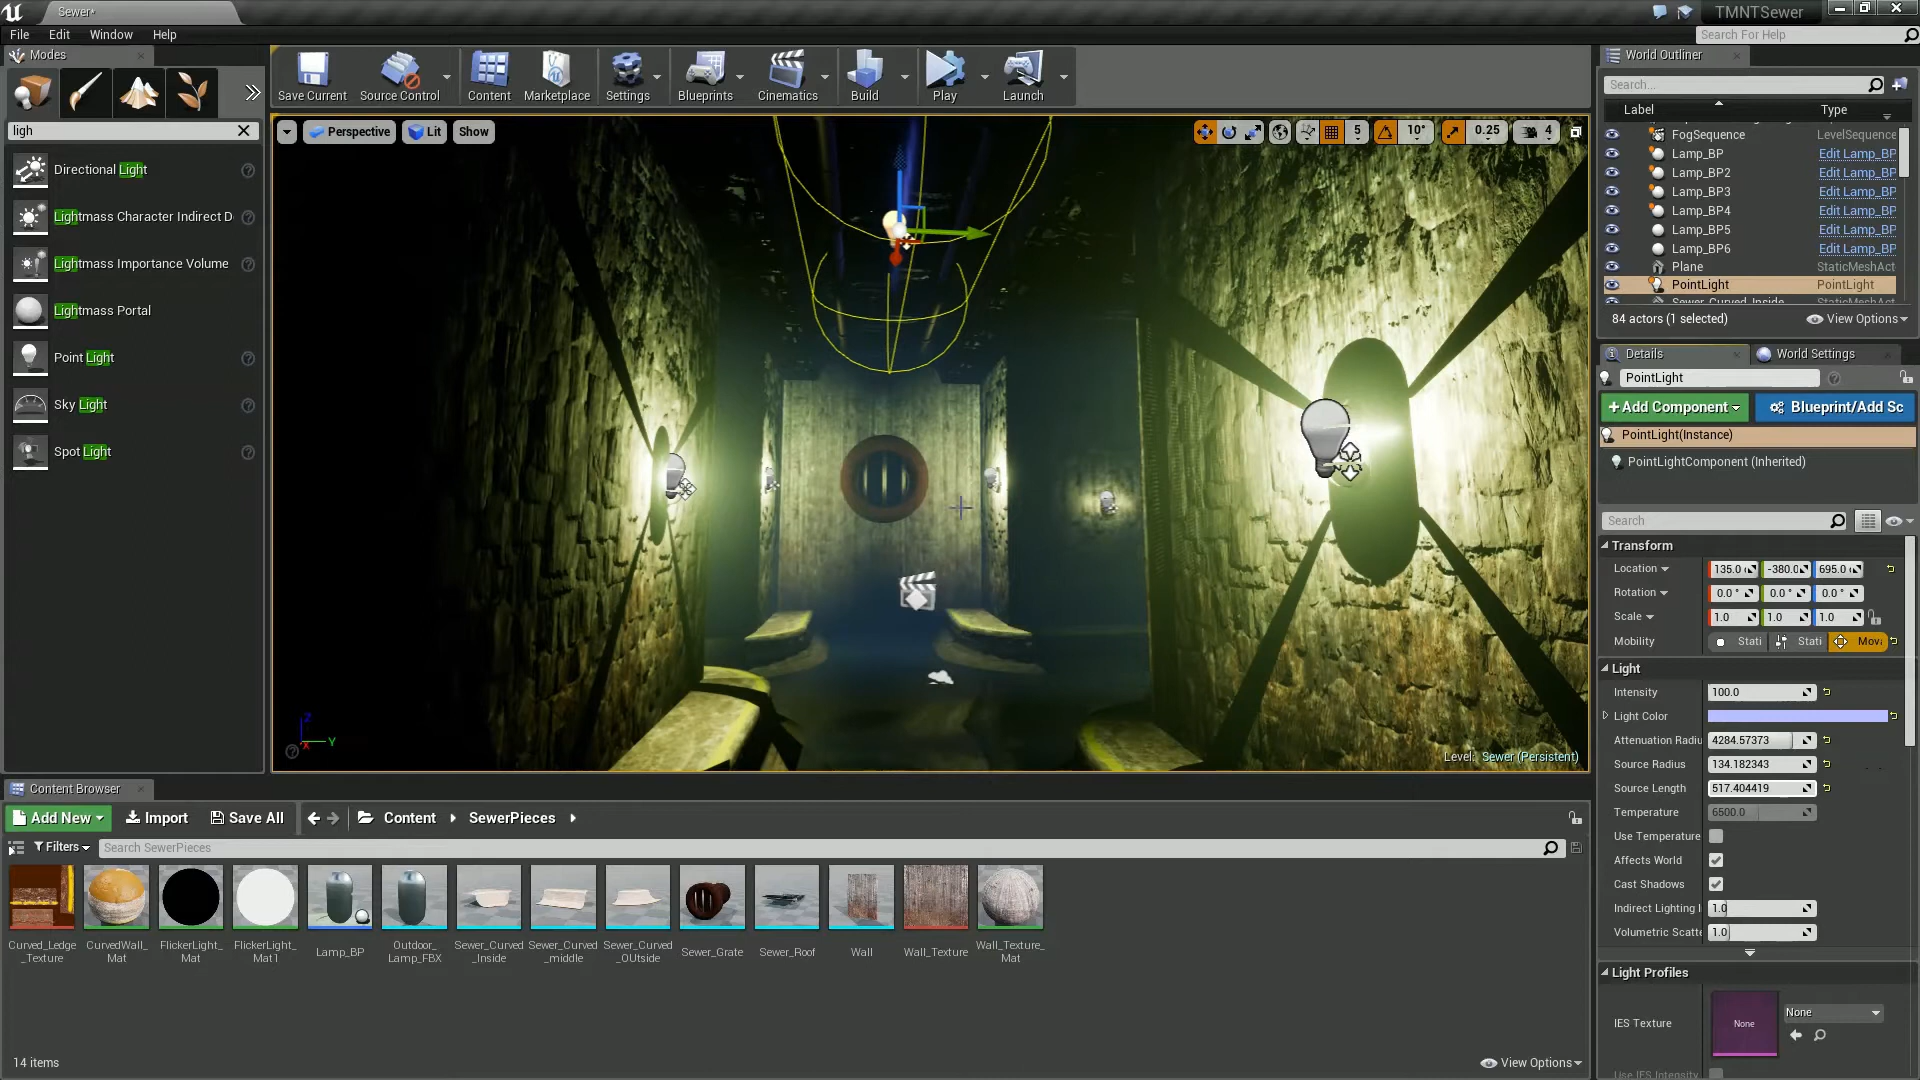 Sewer*
TMNTSewer
File Edit Window Help
Search For Help
Modes
ligh
Directional Light
Lightmass Character Indirect D
Lightmass Importance Volume
Lightmass Portal
Point Light
Sky Light
Spot Light
Save Current
Source Control
Content
Marketplace
Settings
Blueprints
Cinematics
Build
Play
Launch
Perspective
Lit
Show
5
10°
0.25
4
Z
X
Y
Level: Sewer (Persistent)
World Outliner
Search...
Label Type
FogSequence LevelSequence
Lamp_BP Edit Lamp_BP
Lamp_BP2 Edit Lamp_BP
Lamp_BP3 Edit Lamp_BP
Lamp_BP4 Edit Lamp_BP
Lamp_BP5 Edit Lamp_BP
Lamp_BP6 Edit Lamp_BP
Plane StaticMeshAct
PointLight PointLight
Sewer_Curved_Inside StaticMeshAct
84 actors (1 selected)
View Options
Details
World Settings
PointLight
+Add Component
Blueprint/Add Sc
PointLight(Instance)
PointLightComponent (Inherited)
Search
Transform
Location 135.0 -380.0 695.0
Rotation 0.0 ° 0.0 ° 0.0 °
Scale 1.0 1.0 1.0
Mobility Stati Stati Mova
Light
Intensity 100.0
Light Color
Attenuation Radiu 4284.57373
Source Radius 134.182343
Source Length 517.404419
Temperature 6500.0
Use Temperature
Affects World
Cast Shadows
Indirect Lighting I 1.0
Volumetric Scatte 1.0
Light Profiles
IES Texture
None
None
Use IES Intensity
Content Browser
Add New
Import
Save All
Content
SewerPieces
Filters
Search SewerPieces
Curved_Ledge
_Texture
CurvedWall_
Mat
FlickerLight_
Mat
FlickerLight_
Mat1
Lamp_BP
Outdoor_
Lamp_FBX
Sewer_Curved
_Inside
Sewer_Curved
_middle
Sewer_Curved
_OUtside
Sewer_Grate
Sewer_Roof
Wall
Wall_Texture
Wall_Texture_
Mat
14 items
View Options